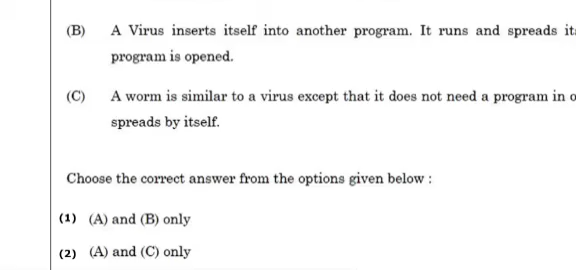 (B) A Virus inserts itself into another program. It runs and spreads
program is opened.
(C) A worm is similar to a virus except that it does not need a program in
spreads by itself.
Choose the correct answer from the options given below :
(1) (A) and (B) only
(2) (A) and (C) only